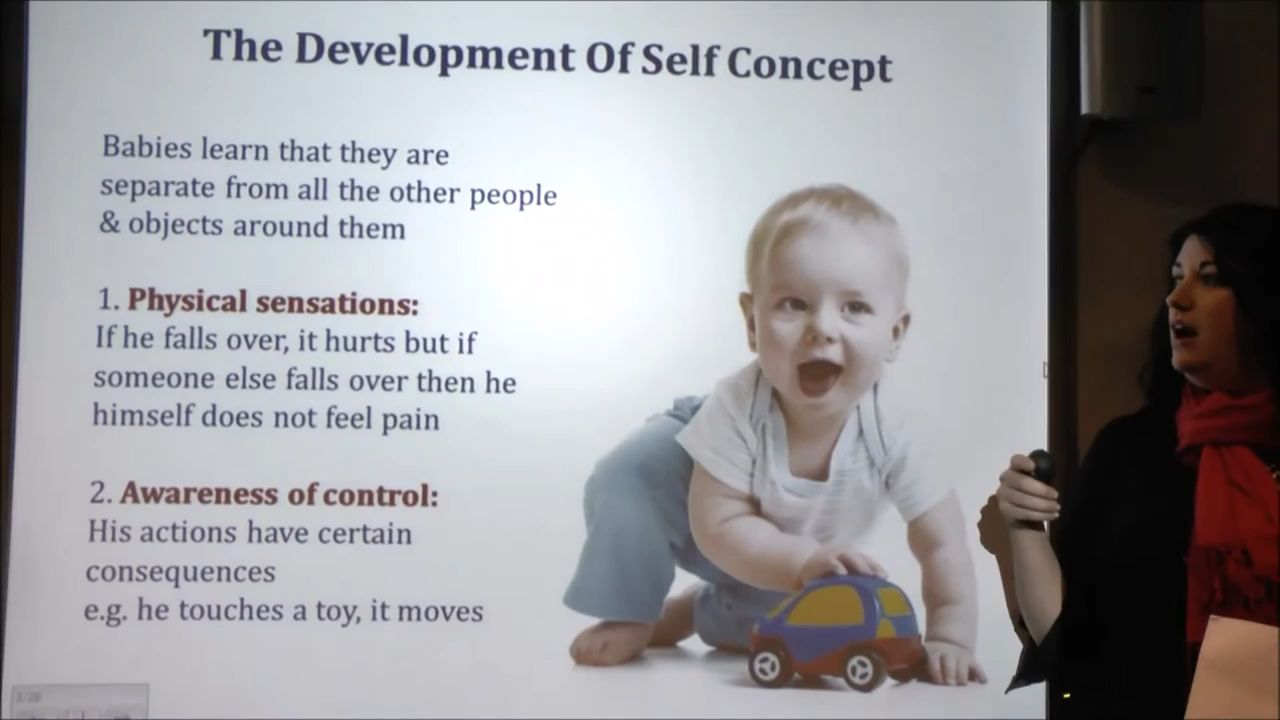 The Development Of Self Concept
Babies learn that they are
separate from all the other people
& objects around them
1. Physical sensations:
If he falls over, it hurts but if
someone else falls over then he
himself does not feel pain
2. Awareness of control:
His actions have certain
consequences
e.g. he touches a toy, it moves